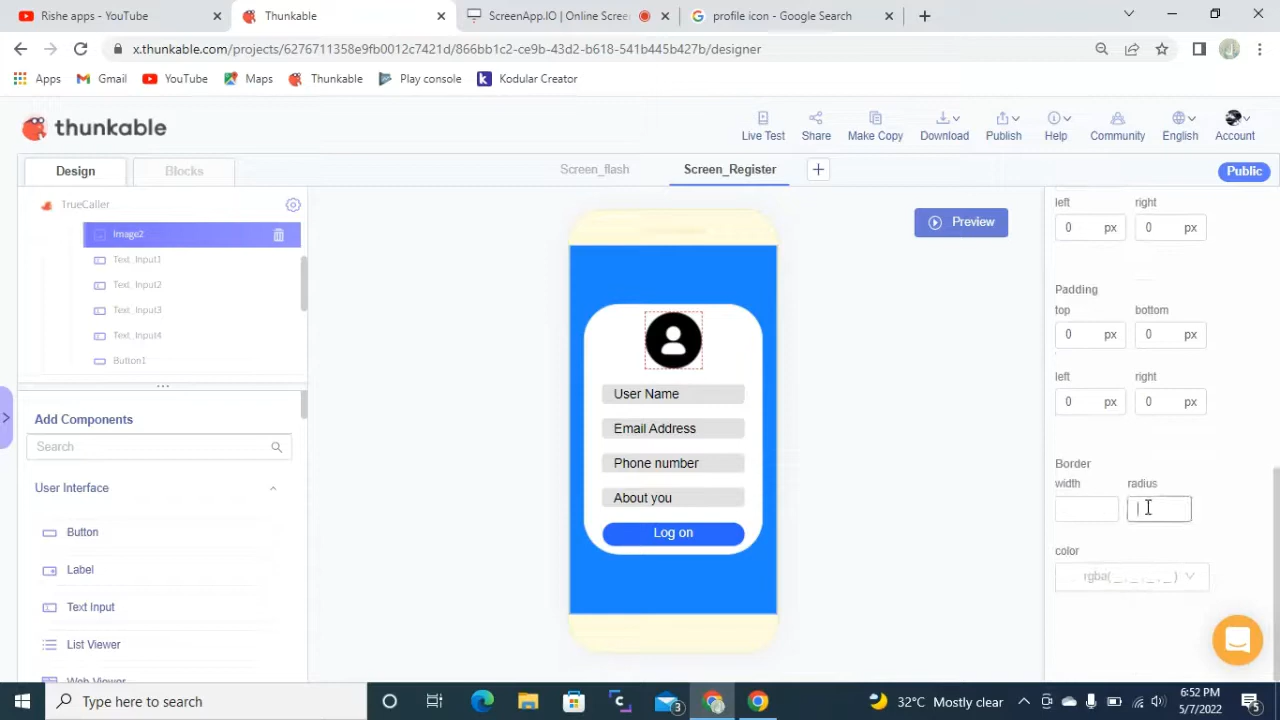 Rishe apps - YouTube
Thunkable
ScreenApp.IO | Online Scree
profile icon - Google Search
x.thunkable.com/projects/6276711358e9fb0012c7421d/866bb1c2-ce9b-43d2-b618-541b445b427b/designer
Apps
Gmail
YouTube
Maps
Thunkable
Play console
Kodular Creator
thunkable
Live Test
Share
Make Copy
Download
Publish
Help
Community
English
Account
Design
Blocks
Screen_flash
Screen_Register
Public
TrueCaller
Image2
Text_Input1
Text_Input2
Text_Input3
Text_Input4
Button1
Add Components
Search
User Interface
Button
Label
Text Input
List Viewer
Web Viewer
Preview
User Name
Email Address
Phone number
About you
Log on
left right
0 px 0 px
Padding
top bottom
0 px 0 px
left right
0 px 0 px
Border
width radius
color
rgba(_,_,_,_)
Type here to search
3
32°C Mostly clear
6:52 PM
5/7/2022
5